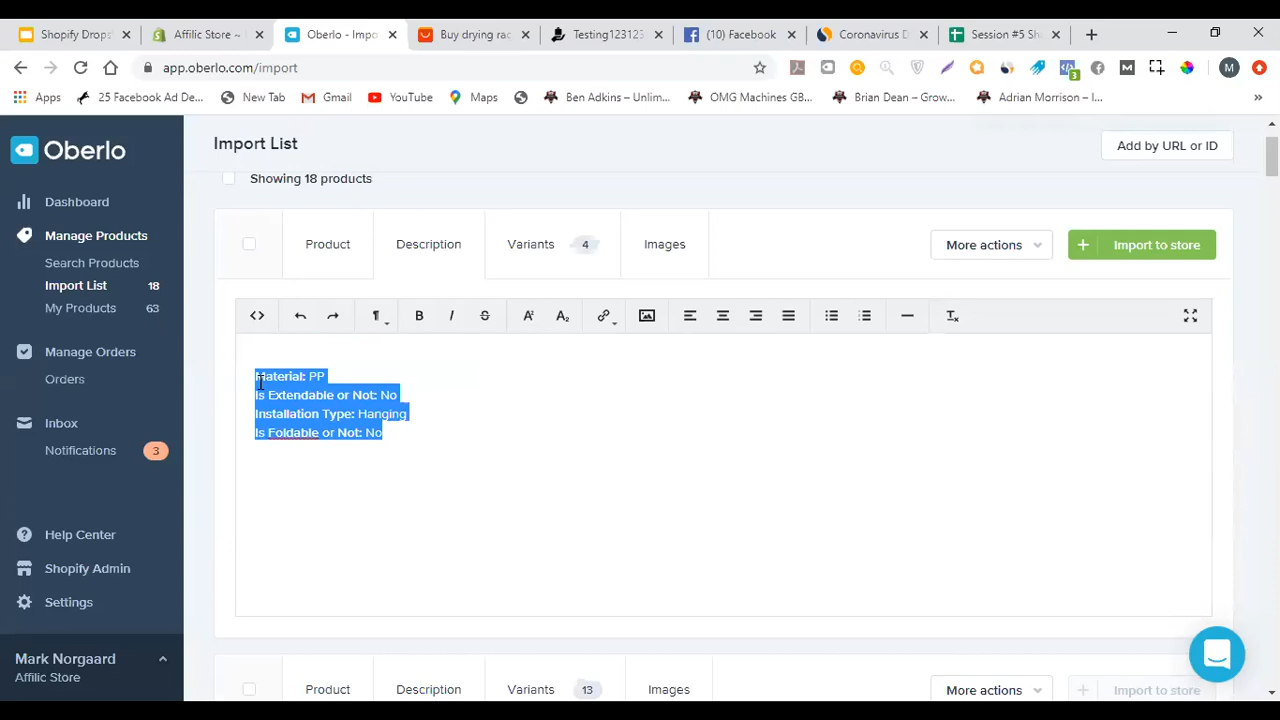 Shopify Drops
Affilic Store ~
Oberlo - Impo
Buy drying rac
Testing123123
(10) Facebook
Coronavirus D
Session #5 Sh
app.oberlo.com/import
3
M
M
Apps
25 Facebook Ad De...
New Tab
Gmail
YouTube
Maps
Ben Adkins – Unlim...
OMG Machines GB...
Brian Dean – Grow...
Adrian Morrison – I...
»
Oberlo
Import List
Add by URL or ID
Showing 18 products
Dashboard
Manage Products
Search Products
Import List 18
My Products 63
Manage Orders
Orders
Inbox
Notifications 3
Help Center
Shopify Admin
Settings
Mark Norgaard
Affilic Store
Product
Description
Variants 4
Images
More actions
+ Import to store
Material: PP
Is Extendable or Not: No
Installation Type: Hanging
Is Foldable or Not: No
Product
Description
Variants 13
Images
More actions
+ Import to store